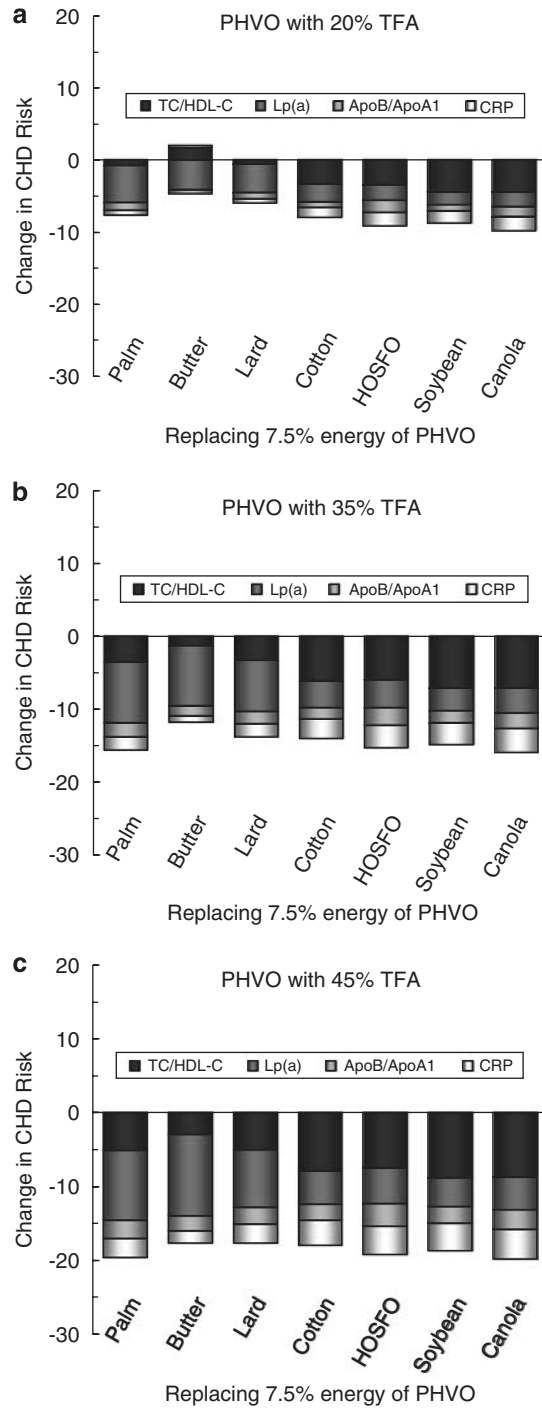 a
PHVO with 20% TFA
TC/HDL-C Lp(a) ApoB/ApoA1 CRP
Change in CHD Risk
20
10
0
-10
-20
-30
Palm Butter Lard Cotton HOSFO Soybean Canola
Replacing 7.5% energy of PHVO
b
PHVO with 35% TFA
TC/HDL-C Lp(a) ApoB/ApoA1 CRP
Change in CHD Risk
20
10
0
-10
-20
-30
Palm Butter Lard Cotton HOSFO Soybean Canola
Replacing 7.5% energy of PHVO
c
PHVO with 45% TFA
TC/HDL-C Lp(a) ApoB/ApoA1 CRP
Change in CHD Risk
20
10
0
-10
-20
-30
Palm Butter Lard Cotton HOSFO Soybean Canola
Replacing 7.5% energy of PHVO